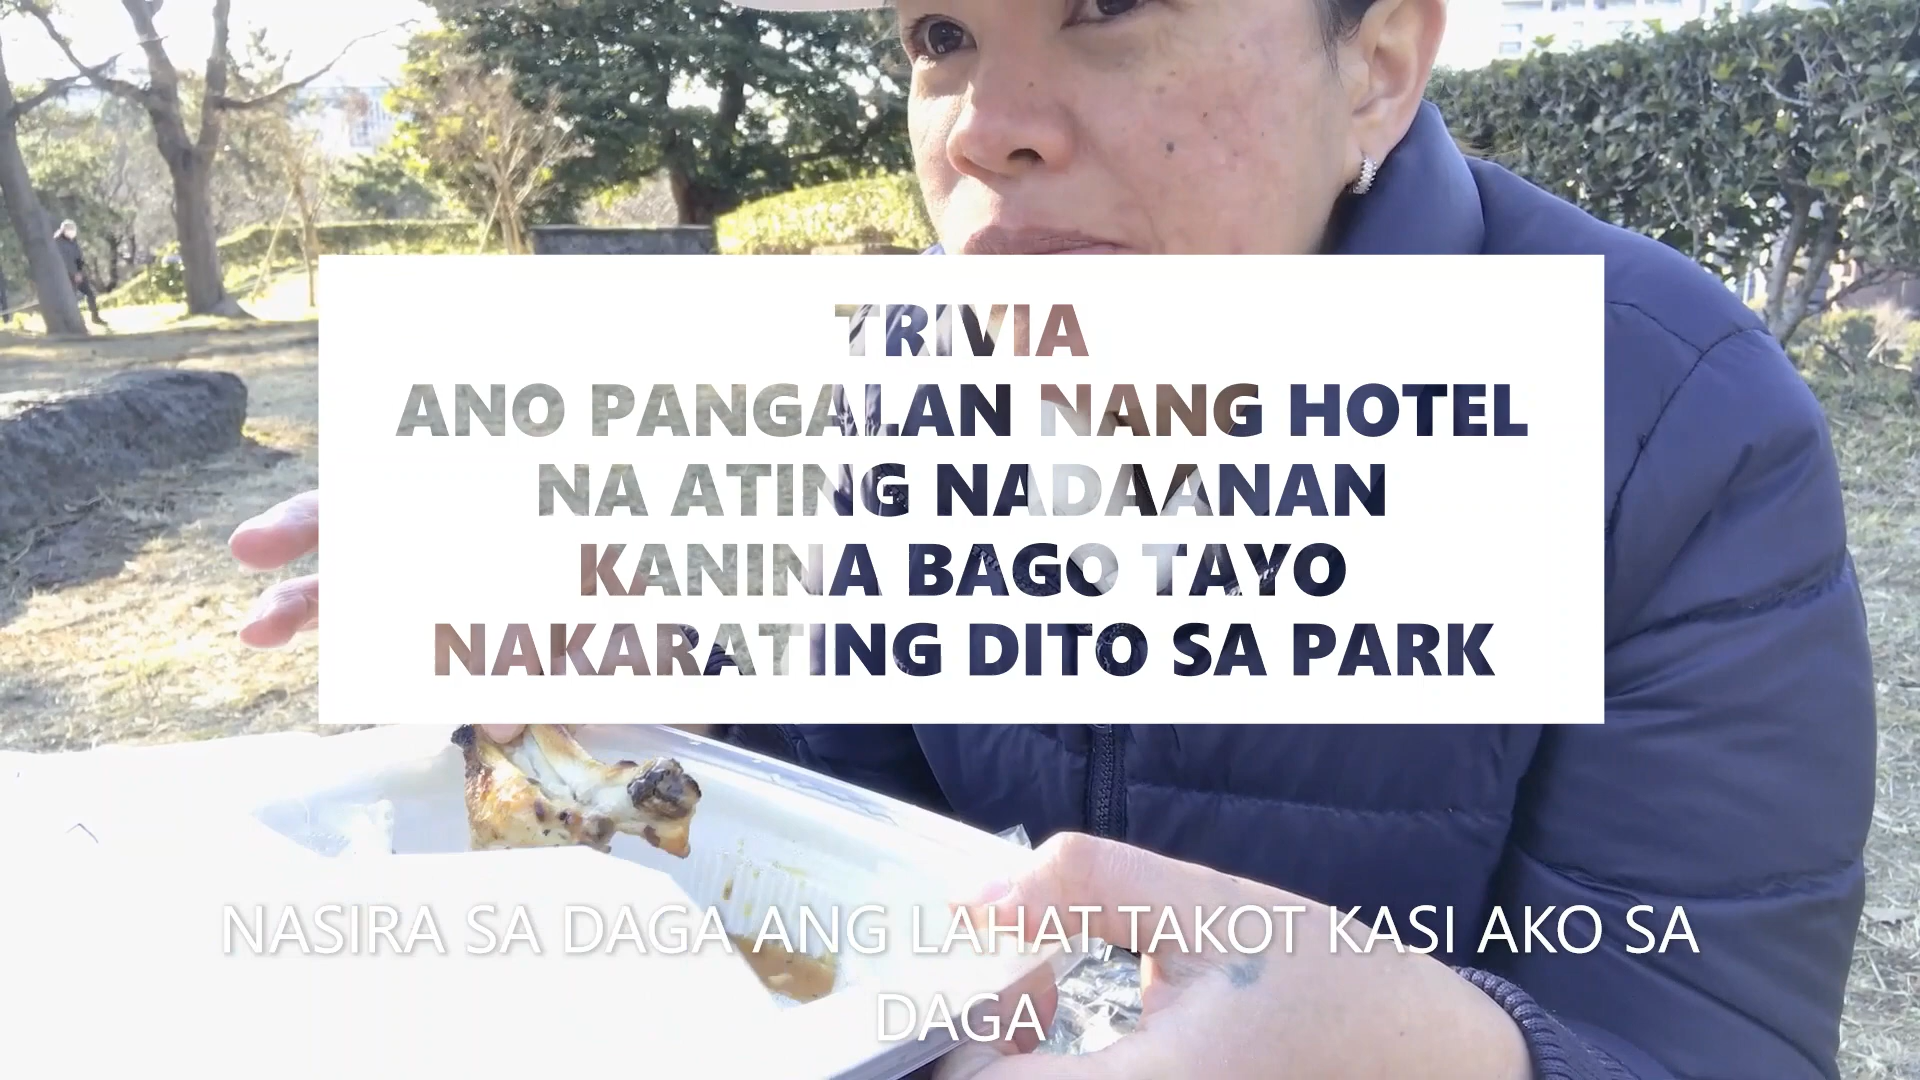 TRIVIA
ANO PANGALAN NANG HOTEL
NA ATING NADAANAN
KANINA BAGO TAYO
NAKARATING DITO SA PARK
NASIRA SA DAGA ANG LAHAT,TAKOT KASI AKO SA
DAGA